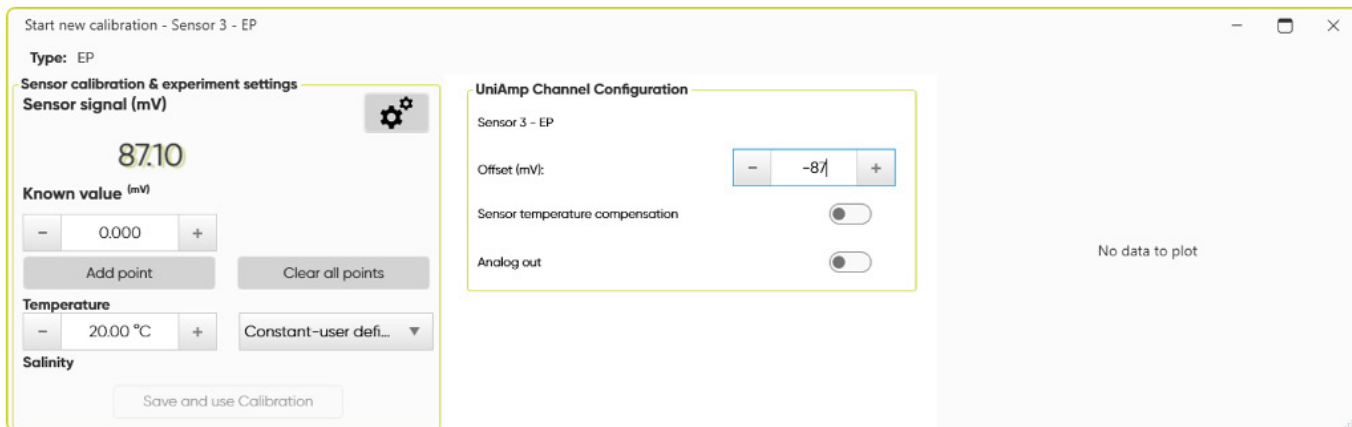 Start new calibration - Sensor 3 - EP
Type: EP
Sensor calibration & experiment settings
Sensor signal (mV)
87.10
Known value (mV)
- 0.000 +
Add point Clear all points
Temperature
- 20.00 °C + Constant-user defi...
Salinity
Save and use Calibration
UniAmp Channel Configuration
Sensor 3 - EP
Offset (mV): - -87 +
Sensor temperature compensation
Analog out
No data to plot